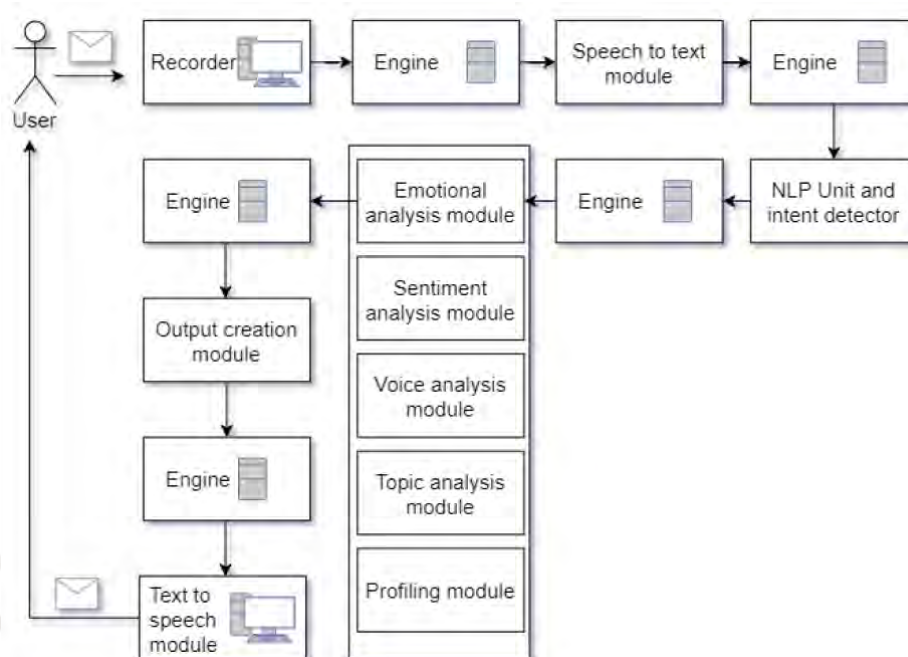 Recorder
Engine
Speech to text
module
Engine
User
Engine
Emotional
analysis module
Engine
NLP Unit and
intent detector
Sentiment
analysis module
Output creation
module
Voice analysis
module
Engine
Topic analysis
module
Text to
speech
module
Profiling module